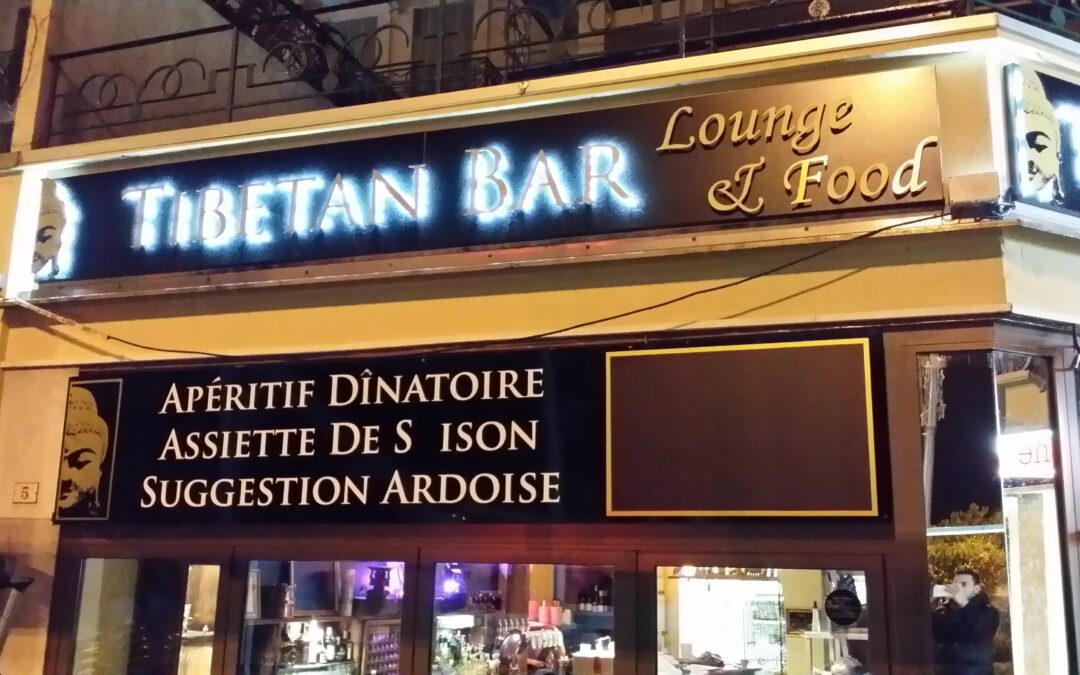 TIBETAN BAR
Lounge
& Food
APÉRITIF DÎNATOIRE
ASSIETTE DE S ISON
SUGGESTION ARDOISE
5